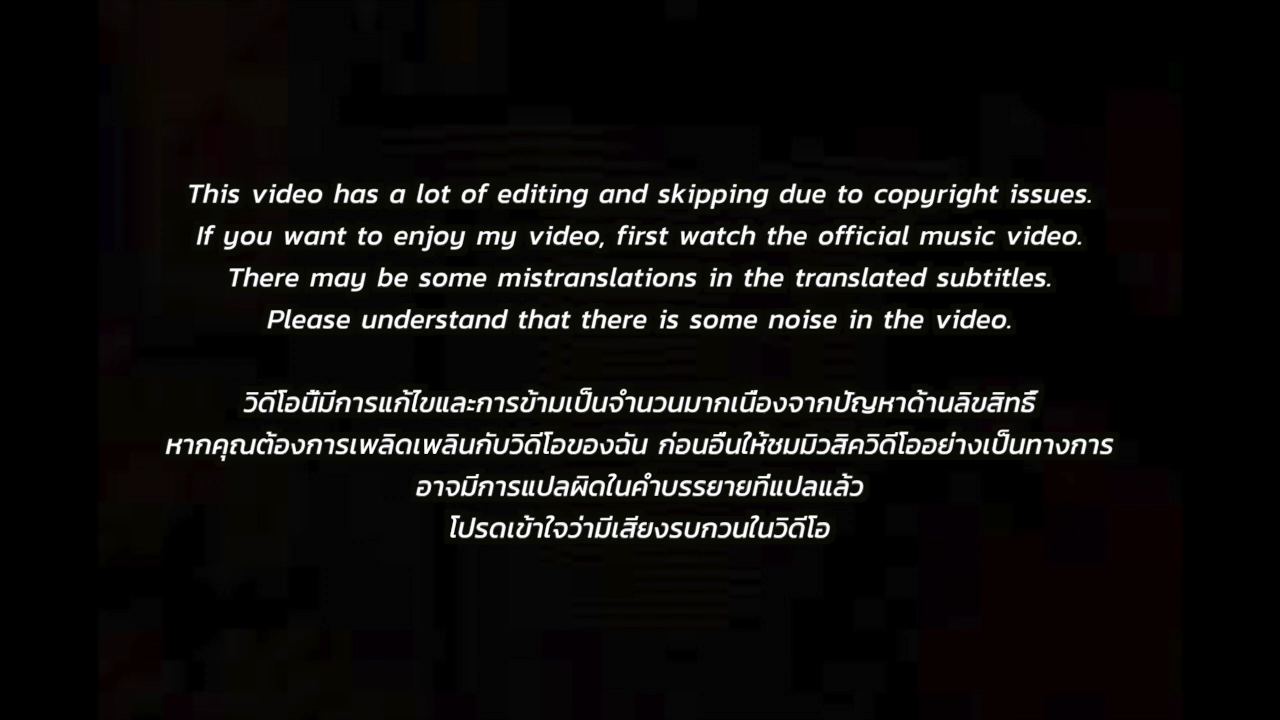 This video has a lot of editing and skipping due to copyright issues.
If you want to enjoy my video, first watch the official music video.
There may be some mistranslations in the translated subtitles.
Please understand that there is some noise in the video.
วิดีโอนี้มีการแก้ไขและการข้ามเป็นจำนวนมากเนื่องจากปัญหาด้านลิขสิทธิ์
หากคุณต้องการเพลิดเพลินกับวิดีโอของฉัน ก่อนอื่นให้ชมมิวสิควิดีโออย่างเป็นทางการ
อาจมีการแปลผิดในคำบรรยายที่แปลแล้ว
โปรดเข้าใจว่ามีเสียงรบกวนในวิดีโอ